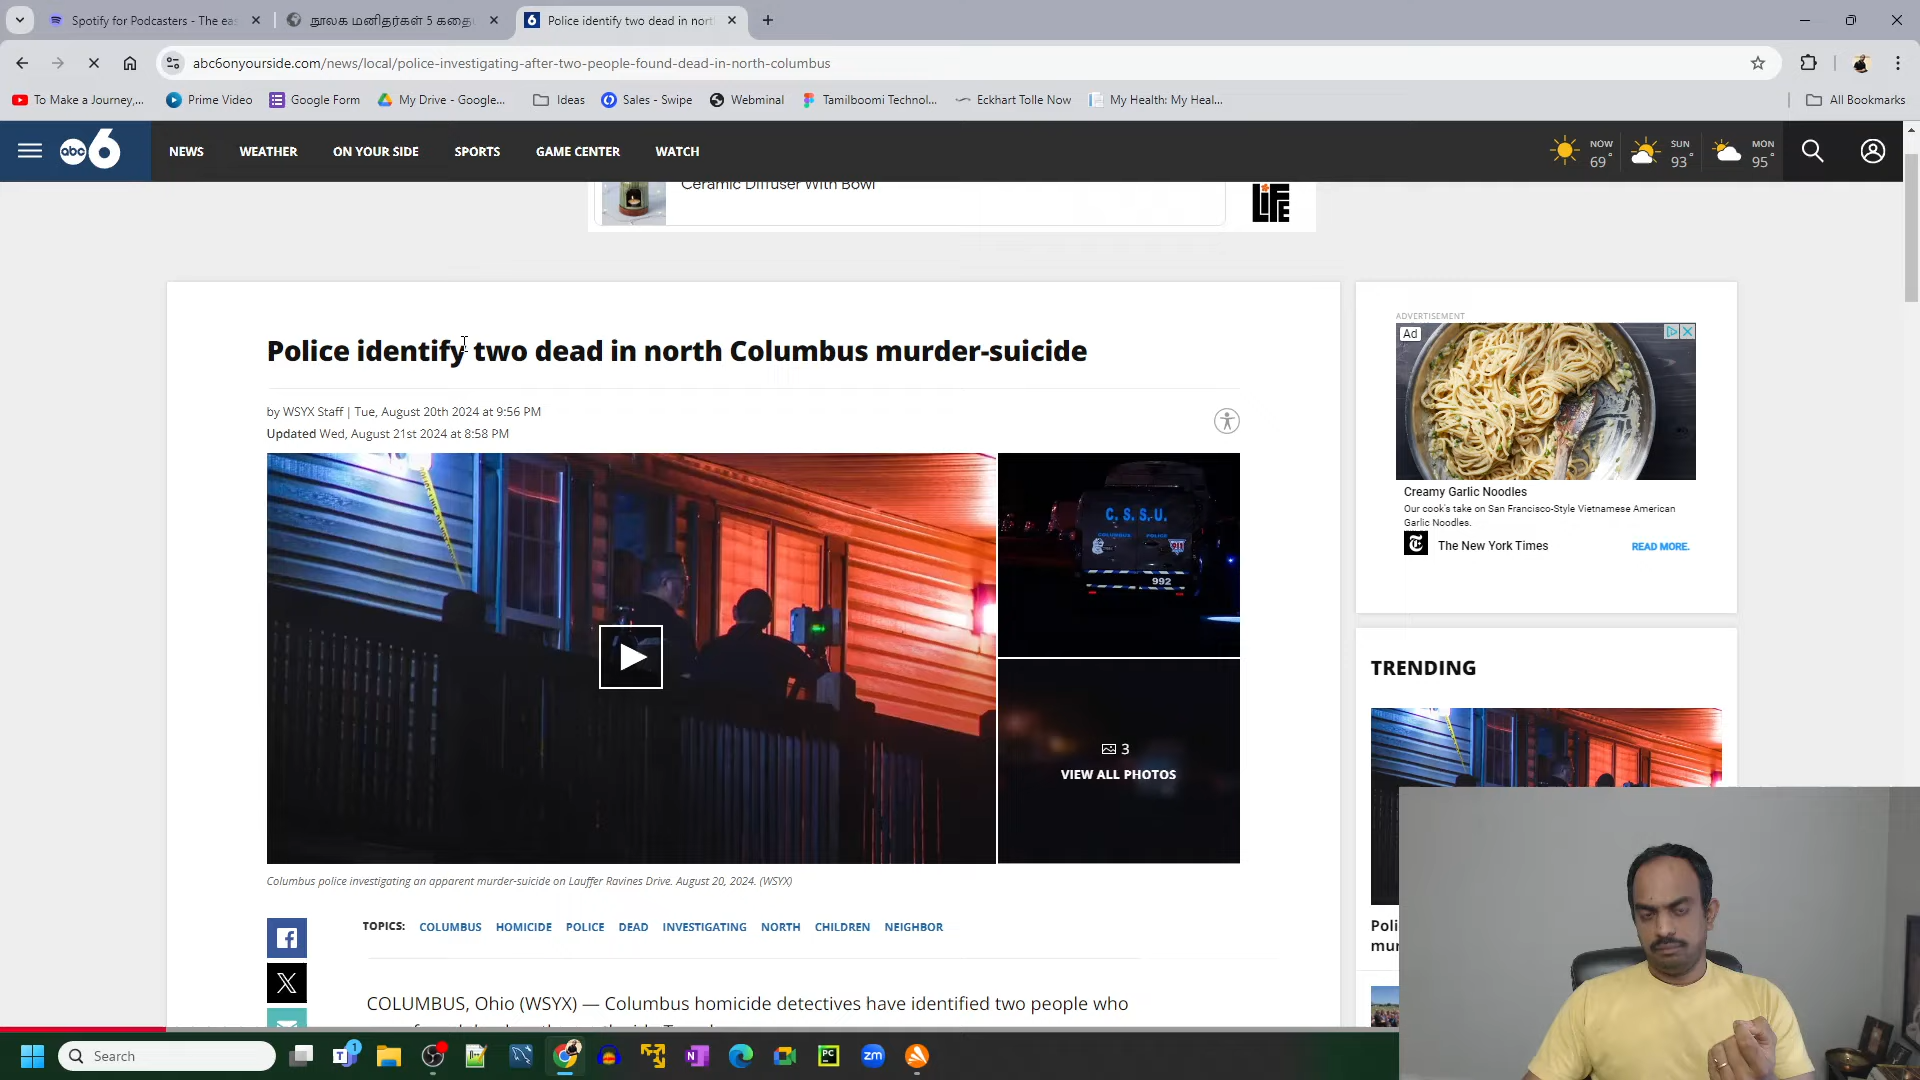 Spotify for Podcasters - The ea
நூலக மனிதர்கள் 5 கதை
6 Police identify two dead in nort
abc6onyourside.com/news/local/police-investigating-after-two-people-found-dead-in-north-columbus
To Make a Journey,...
Prime Video
Google Form
My Drive - Google...
Ideas
Sales - Swipe
Webminal
Tamilboomi Technol...
Eckhart Tolle Now
My Health: My Heal...
All Bookmarks
abc 6
NEWS
WEATHER
ON YOUR SIDE
SPORTS
GAME CENTER
WATCH
NOW
69°
SUN
93°
MON
95°
Ceramic Diffuser With Bowl
LIFE
Police identify two dead in north Columbus murder-suicide
by WSYX Staff | Tue, August 20th 2024 at 9:56 PM
Updated Wed, August 21st 2024 at 8:58 PM
C. S. S. U.
992
3
VIEW ALL PHOTOS
Columbus police investigating an apparent murder-suicide on Lauffer Ravines Drive. August 20, 2024. (WSYX)
TOPICS: COLUMBUS HOMICIDE POLICE DEAD INVESTIGATING NORTH CHILDREN NEIGHBOR
COLUMBUS, Ohio (WSYX) — Columbus homicide detectives have identified two people who
ADVERTISEMENT
Ad
Creamy Garlic Noodles
Our cook's take on San Francisco-Style Vietnamese American
Garlic Noodles.
The New York Times
READ MORE.
TRENDING
Poli
mur
Search
1
PC
zm